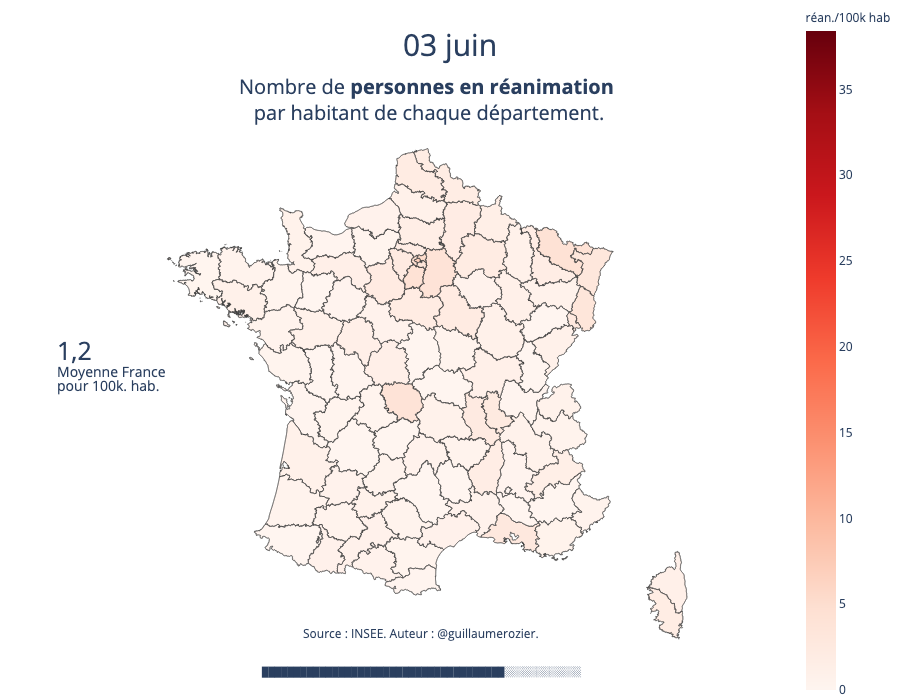 réan./100k hab
03 juin
Nombre de personnes en réanimation
par habitant de chaque département.
35
30
25
20
15
10
5
0
1,2
Moyenne France
pour 100k. hab.
Source : INSEE. Auteur : @guillaumerozier.